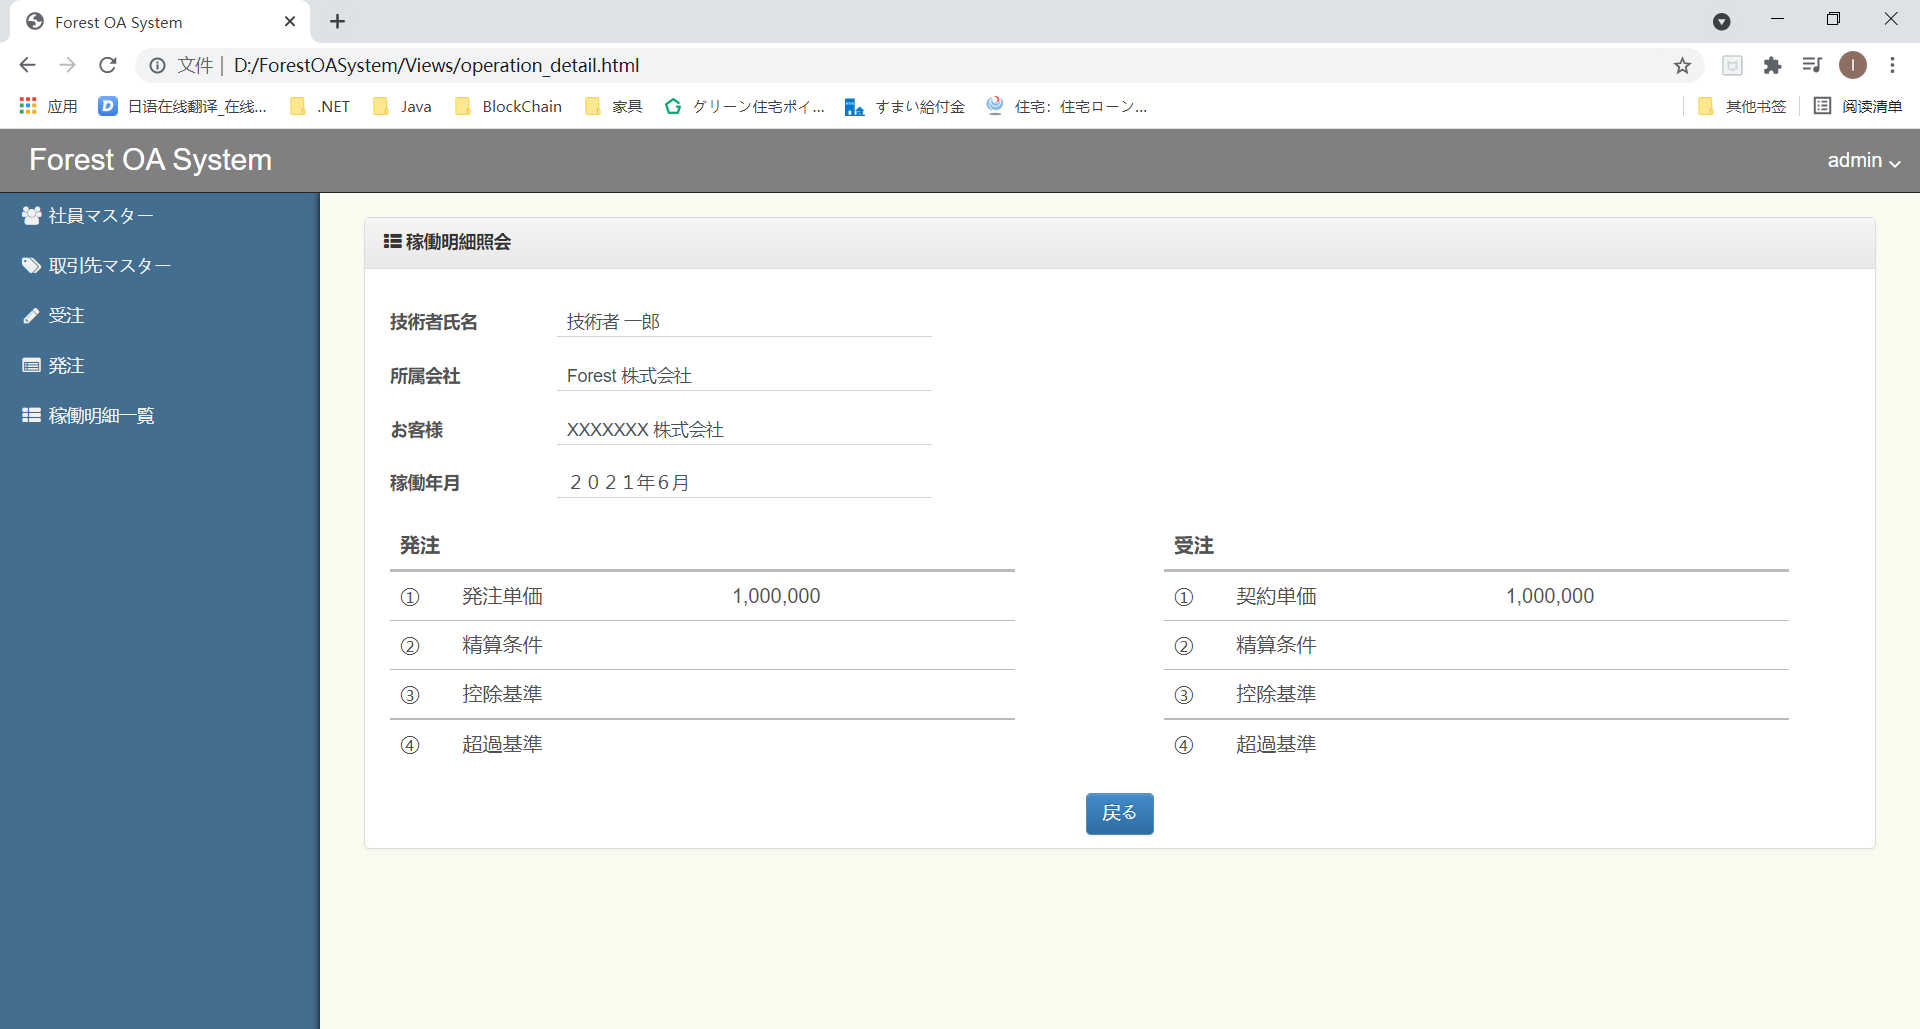 Forest OA System
文件 | D:/ForestOASystem/Views/operation_detail.html
I
应用
日语在线翻译_在线...
.NET
Java
BlockChain
家具
グリーン住宅ポイ...
すまい給付金
住宅：住宅ローン...
其他书签
阅读清单
Forest OA System
admin
社員マスター
取引先マスター
受注
発注
稼働明細一覧
稼働明細照会
技術者氏名 技術者 一郎
所属会社 Forest 株式会社
お客様 XXXXXXX 株式会社
稼働年月 ２０２１年６月
発注
① 発注単価 1,000,000
② 精算条件
③ 控除基準
④ 超過基準
受注
① 契約単価 1,000,000
② 精算条件
③ 控除基準
④ 超過基準
戻る